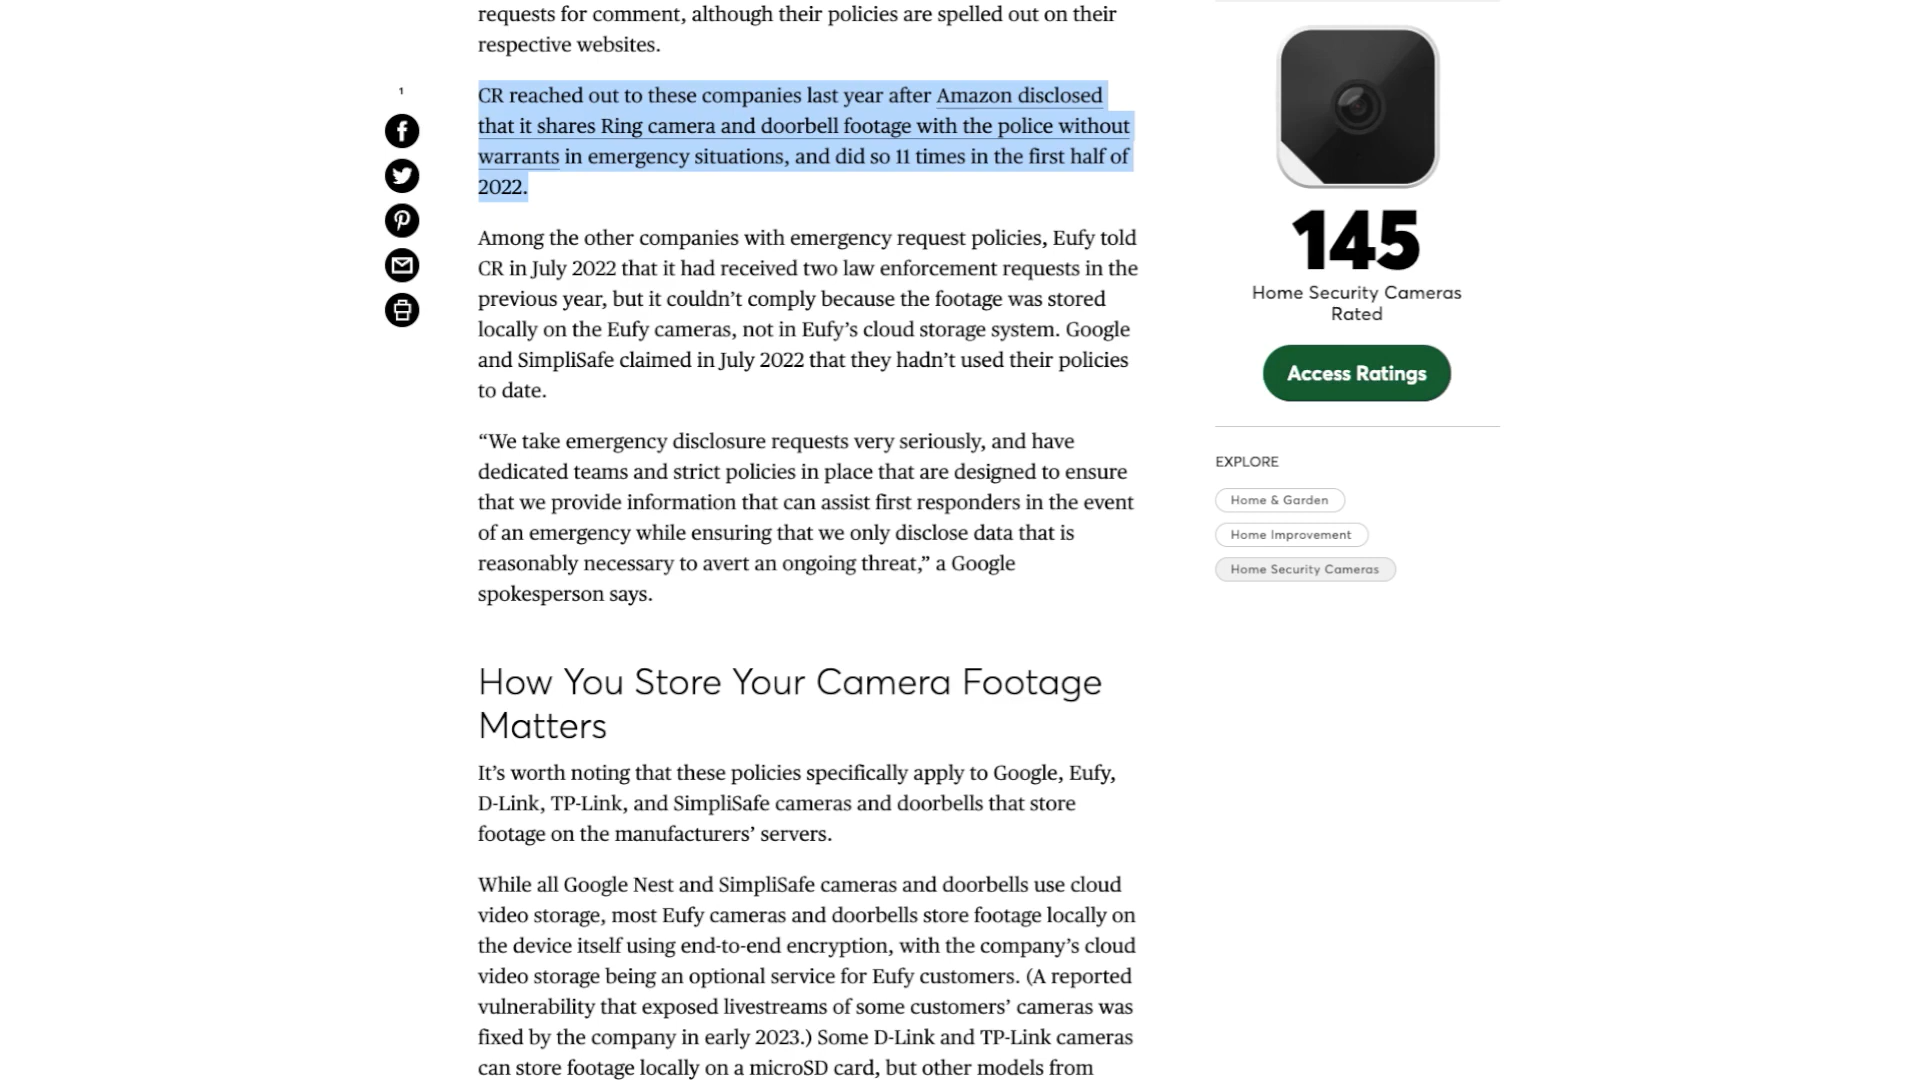 requests for comment, although their policies are spelled out on their
respective websites.
1
CR reached out to these companies last year after Amazon disclosed
that it shares Ring camera and doorbell footage with the police without
warrants in emergency situations, and did so 11 times in the first half of
2022.
Among the other companies with emergency request policies, Eufy told
CR in July 2022 that it had received two law enforcement requests in the
previous year, but it couldn’t comply because the footage was stored
locally on the Eufy cameras, not in Eufy’s cloud storage system. Google
and SimpliSafe claimed in July 2022 that they hadn’t used their policies
to date.
“We take emergency disclosure requests very seriously, and have
dedicated teams and strict policies in place that are designed to ensure
that we provide information that can assist first responders in the event
of an emergency while ensuring that we only disclose data that is
reasonably necessary to avert an ongoing threat,” a Google
spokesperson says.
How You Store Your Camera Footage
Matters
It’s worth noting that these policies specifically apply to Google, Eufy,
D-Link, TP-Link, and SimpliSafe cameras and doorbells that store
footage on the manufacturers’ servers.
While all Google Nest and SimpliSafe cameras and doorbells use cloud
video storage, most Eufy cameras and doorbells store footage locally on
the device itself using end-to-end encryption, with the company’s cloud
video storage being an optional service for Eufy customers. (A reported
vulnerability that exposed livestreams of some customers’ cameras was
fixed by the company in early 2023.) Some D-Link and TP-Link cameras
can store footage locally on a microSD card, but other models from
145
Home Security Cameras
Rated
Access Ratings
EXPLORE
Home & Garden
Home Improvement
Home Security Cameras